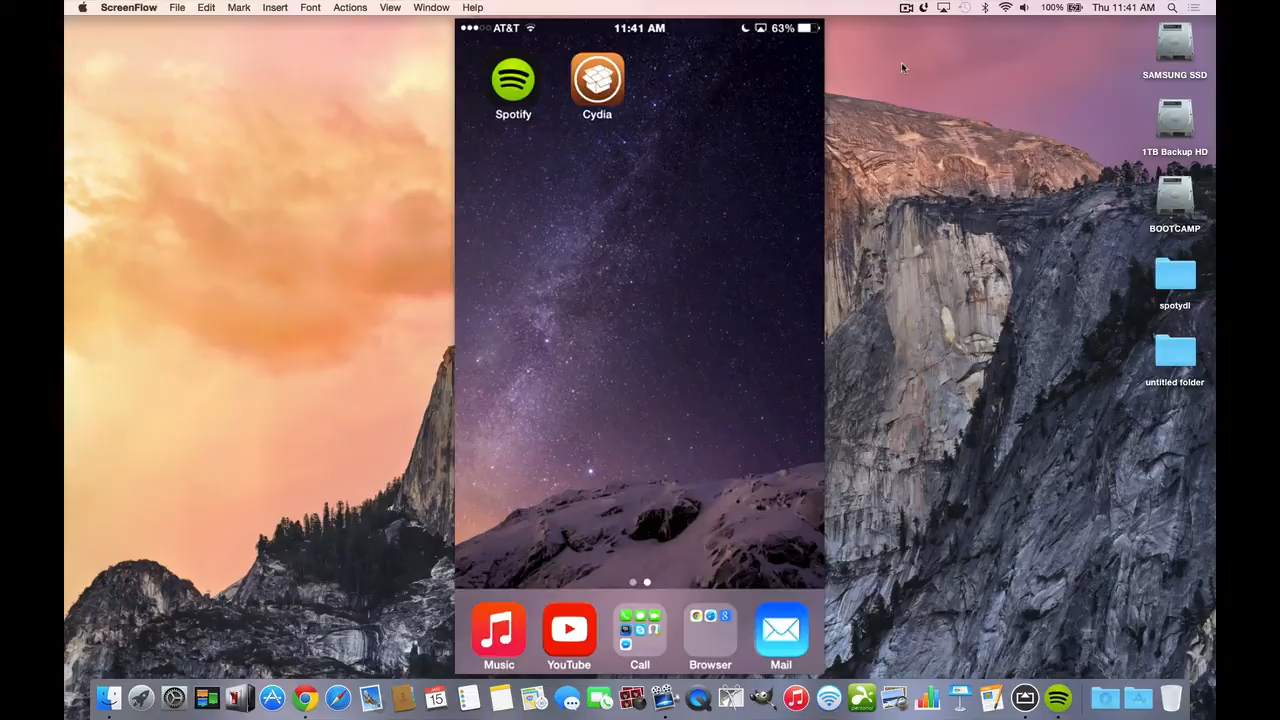 ScreenFlow File Edit Mark Insert Font Actions View Window Help 100% Thu 11:41 AM
AT&T 11:41 AM 63%
Spotify Cydia
SAMSUNG SSD
1TB Backup HD
BOOTCAMP
spotydl
untitled folder
Music YouTube Call Browser Mail
15